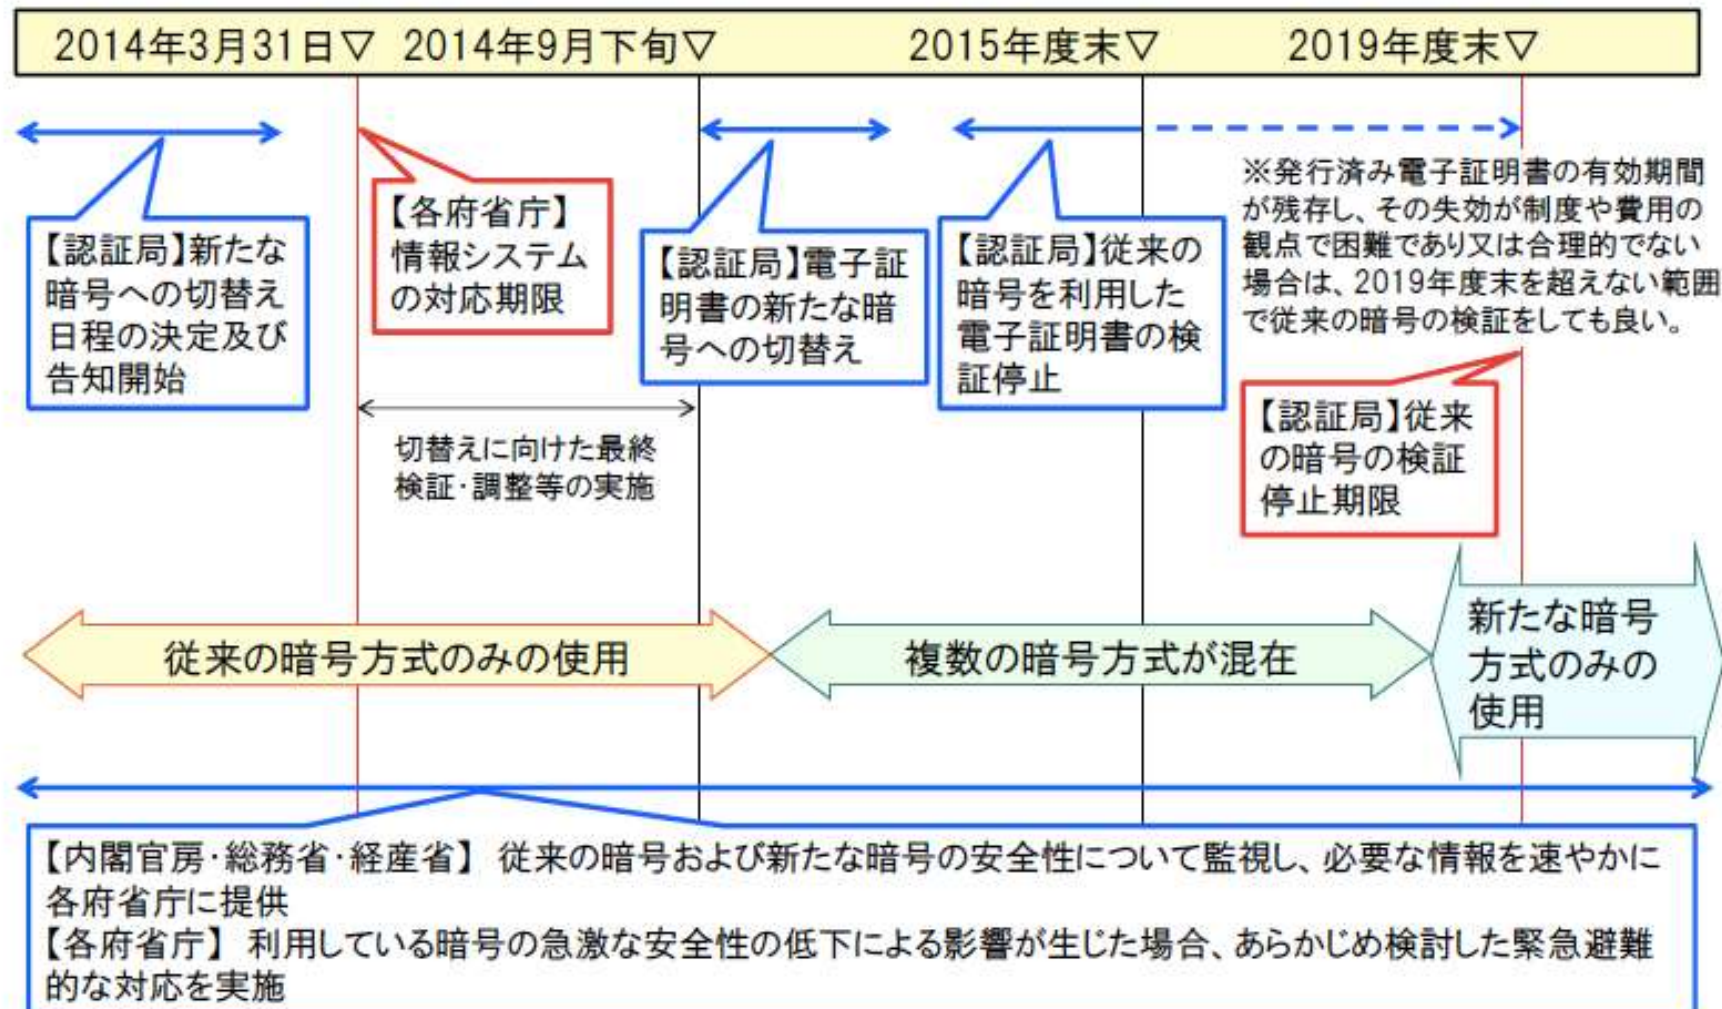 2014年3月31日▽ 2014年9月下旬▽ 2015年度末▽ 2019年度末▽
【認証局】新たな
暗号への切替え
日程の決定及び
告知開始
【各府省庁】
情報システム
の対応期限
切替えに向けた最終
検証・調整等の実施
【認証局】電子証
明書の新たな暗
号への切替え
【認証局】従来の
暗号を利用した
電子証明書の検
証停止
※発行済み電子証明書の有効期間
が残存し、その失効が制度や費用の
観点で困難であり又は合理的でない
場合は、2019年度末を超えない範囲
で従来の暗号の検証をしても良い。
【認証局】従来
の暗号の検証
停止期限
従来の暗号方式のみの使用
複数の暗号方式が混在
新たな暗号
方式のみの
使用
【内閣官房・総務省・経産省】 従来の暗号および新たな暗号の安全性について監視し、必要な情報を速やかに
各府省庁に提供
【各府省庁】 利用している暗号の急激な安全性の低下による影響が生じた場合、あらかじめ検討した緊急避難
的な対応を実施